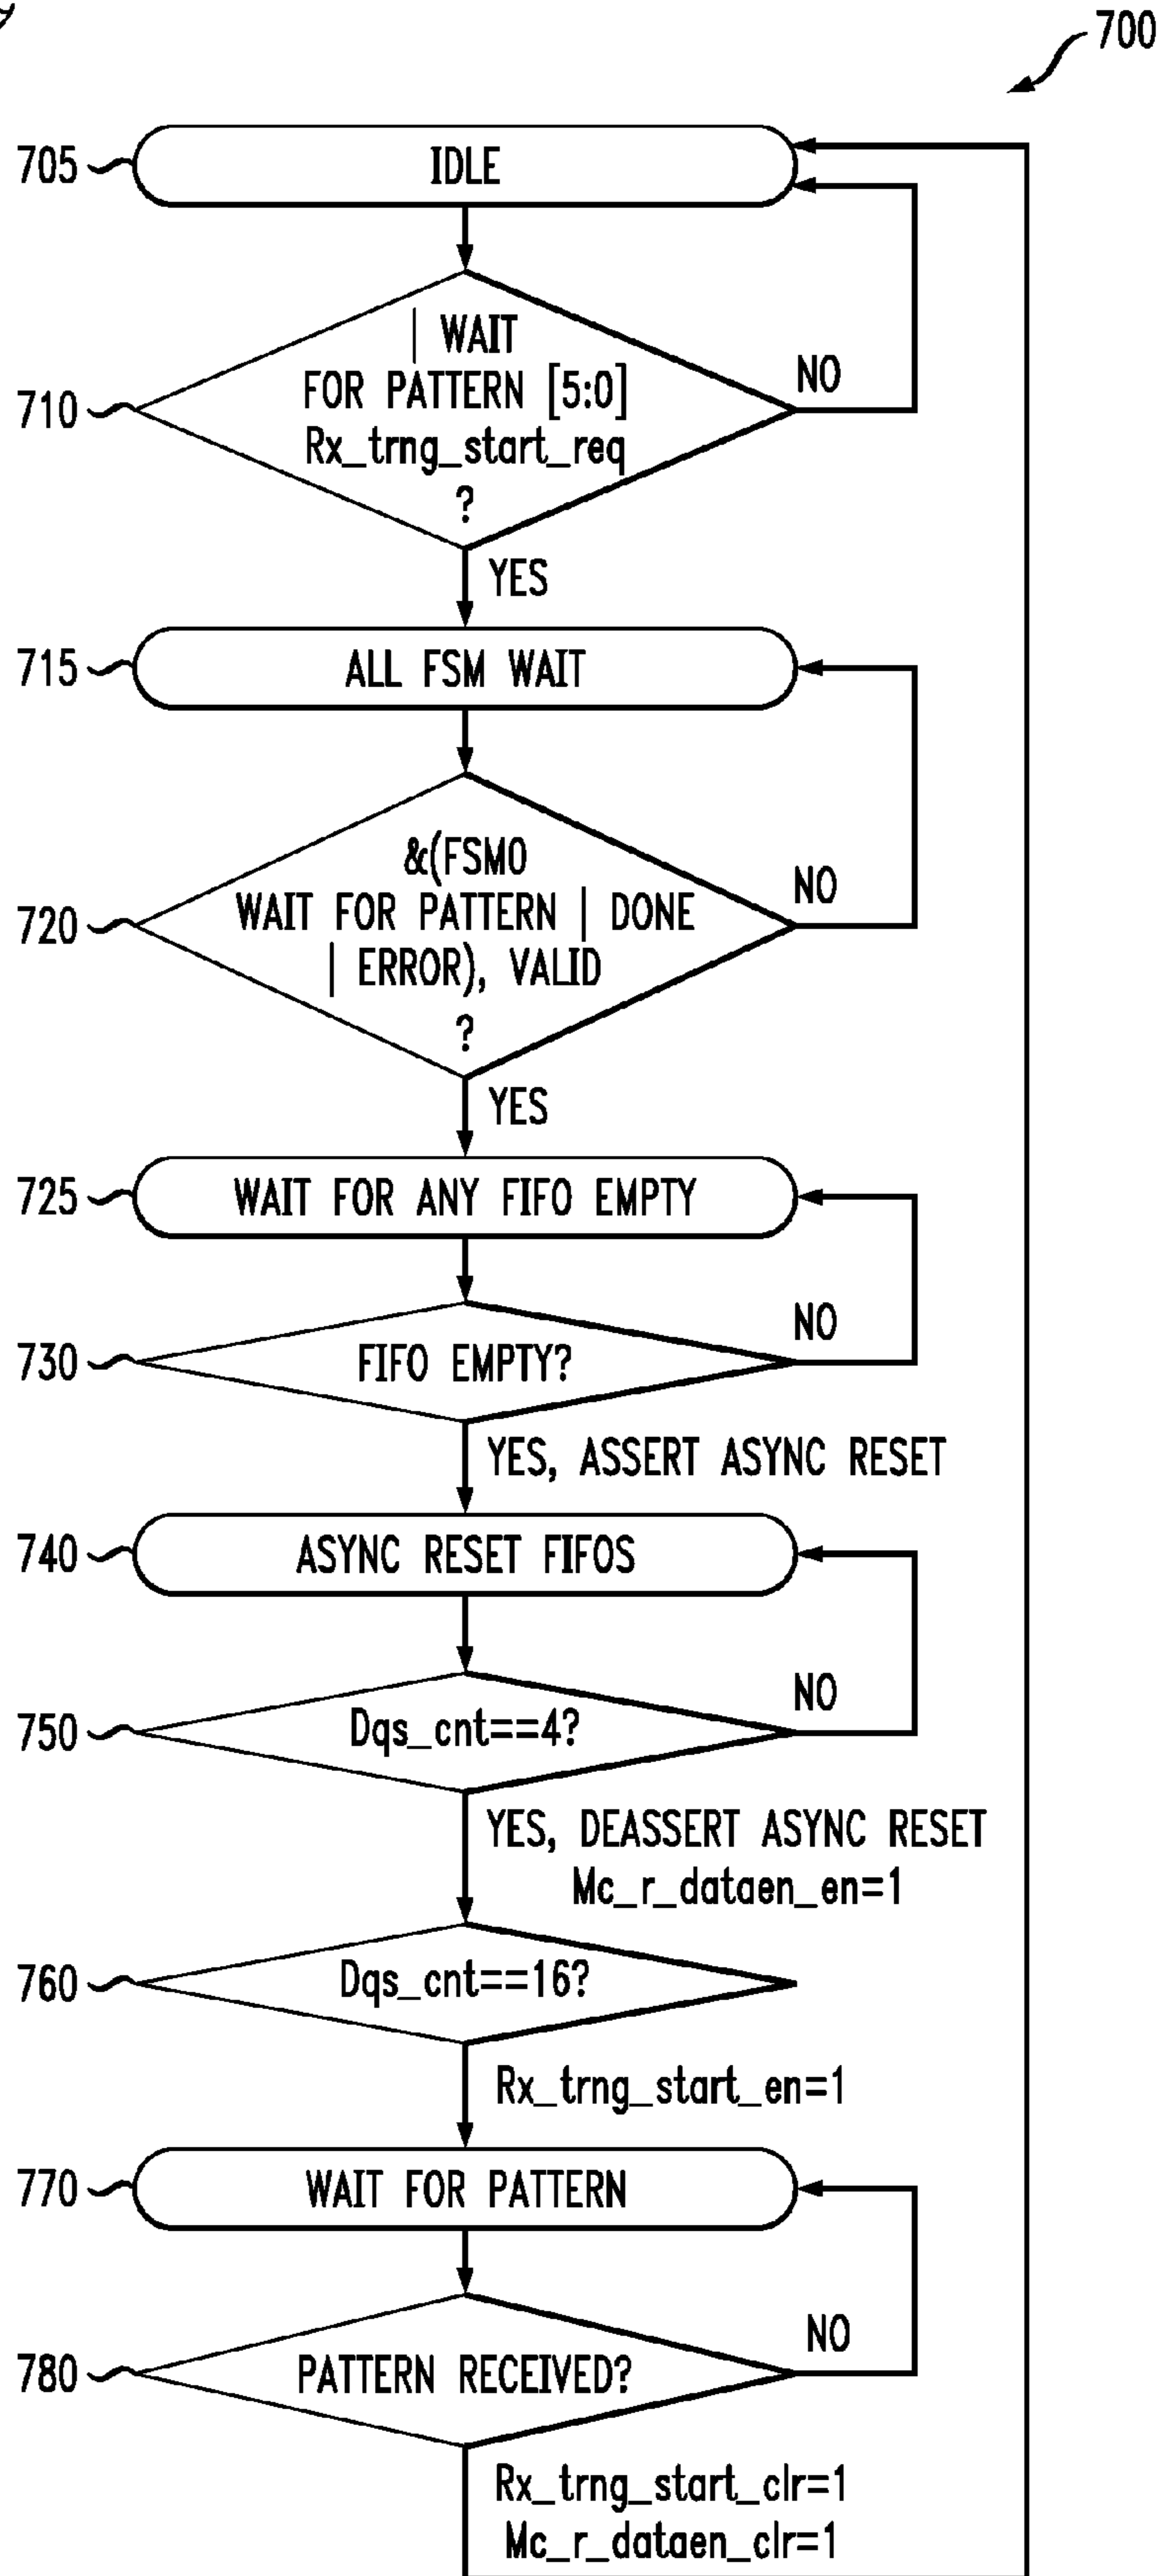 700
705
IDLE
| WAIT
FOR PATTERN [5:0]
Rx_trng_start_req
?
710
NO
YES
715
ALL FSM WAIT
&(FSM0
WAIT FOR PATTERN | DONE
| ERROR), VALID
?
720
NO
YES
725
WAIT FOR ANY FIFO EMPTY
730
FIFO EMPTY?
NO
YES, ASSERT ASYNC RESET
740
ASYNC RESET FIFOS
750
Dqs_cnt==4?
NO
YES, DEASSERT ASYNC RESET
Mc_r_dataen_en=1
760
Dqs_cnt==16?
Rx_trng_start_en=1
770
WAIT FOR PATTERN
780
PATTERN RECEIVED?
NO
Rx_trng_start_clr=1
Mc_r_dataen_clr=1